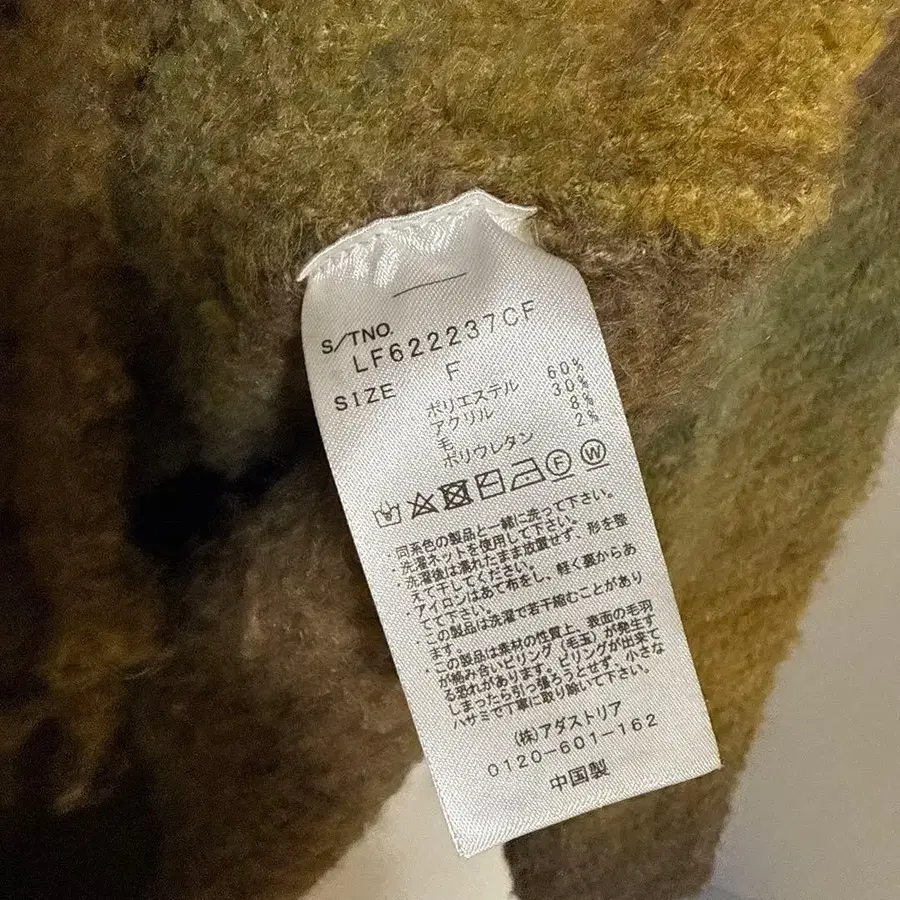 S/TNO.
LF622237CF
SIZE F
ポリエステル 60%
アクリル 30%
毛 8%
ポリウレタン 2%
F W
・同系色の製品と一緒に洗って下さい。
・洗濯ネットを使用して下さい。
・洗濯後は濡れたまま放置せず、形を整
えて干してください。
・アイロンはあて布をし、軽く裏からあ
てて下さい。
・この製品は洗濯で若干縮むことがあり
ます。
・この製品は素材の性質上、表面の毛羽
が絡み合いピリング（毛玉）が発生す
る恐れがあります。ピリングが出来て
しまったら引っ張ろうとせず、小さな
ハサミで丁寧に取り除いて下さい。
(株)アダストリア
0120-601-162
中国製